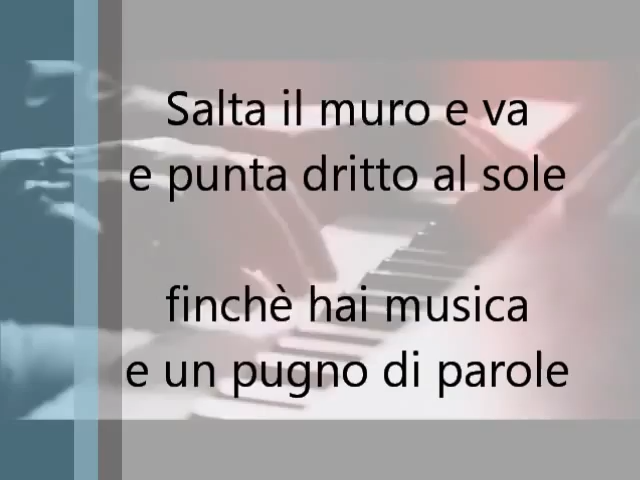 Salta il muro e va
e punta dritto al sole
finchè hai musica
e un pugno di parole